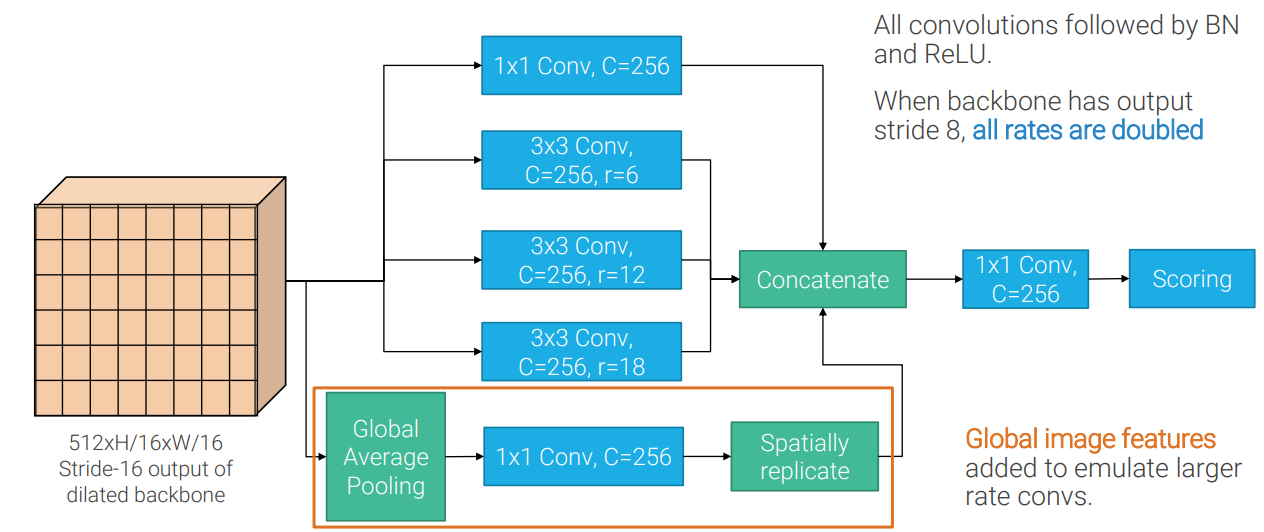 All convolutions followed by BN
and ReLU.
When backbone has output
stride 8, all rates are doubled
1x1 Conv, C=256
3x3 Conv,
C=256, r=6
3x3 Conv,
C=256, r=12
3x3 Conv,
C=256, r=18
Concatenate
1x1 Conv,
C=256
Scoring
Global
Average
Pooling
1x1 Conv, C=256
Spatially
replicate
512xH/16xW/16
Stride-16 output of
dilated backbone
Global image features
added to emulate larger
rate convs.